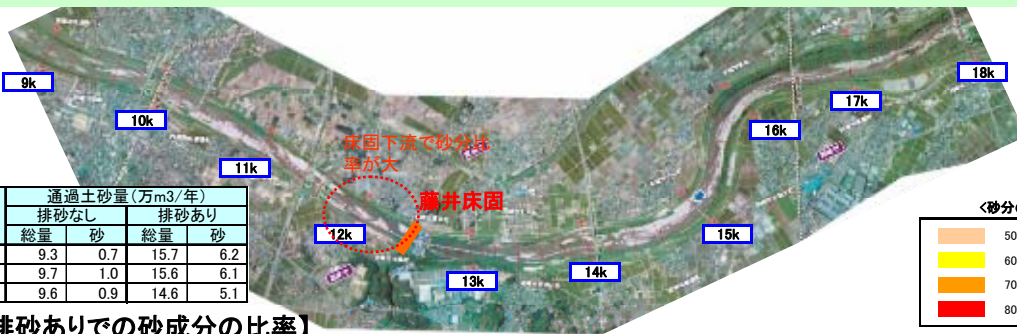 9k
10k
11k
12k
13k
14k
15k
16k
17k
18k
床固下流で砂分比
率が大
藤井床固
通過土砂量(万m3/年)
排砂なし 排砂あり
総量 砂 総量 砂
9.3 0.7 15.7 6.2
9.7 1.0 15.6 6.1
9.6 0.9 14.6 5.1
排砂ありでの砂成分の比率】
<砂分の
50
60
70
80